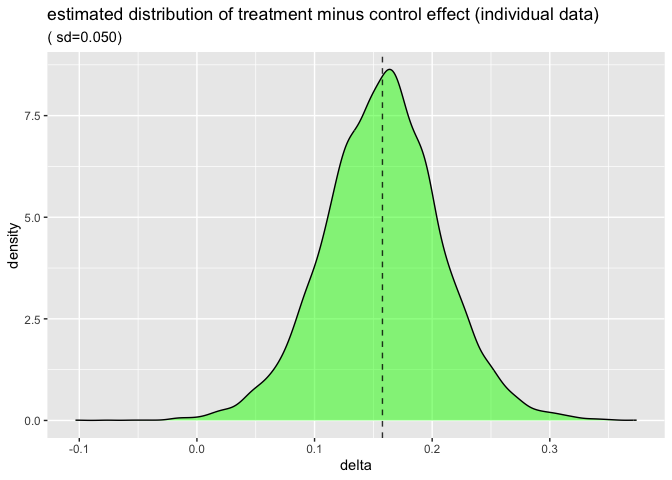 estimated distribution of treatment minus control effect (individual data)
( sd=0.050)
7.5
5.0
2.5
0.0
density
-0.1
0.0
0.1
0.2
0.3
delta